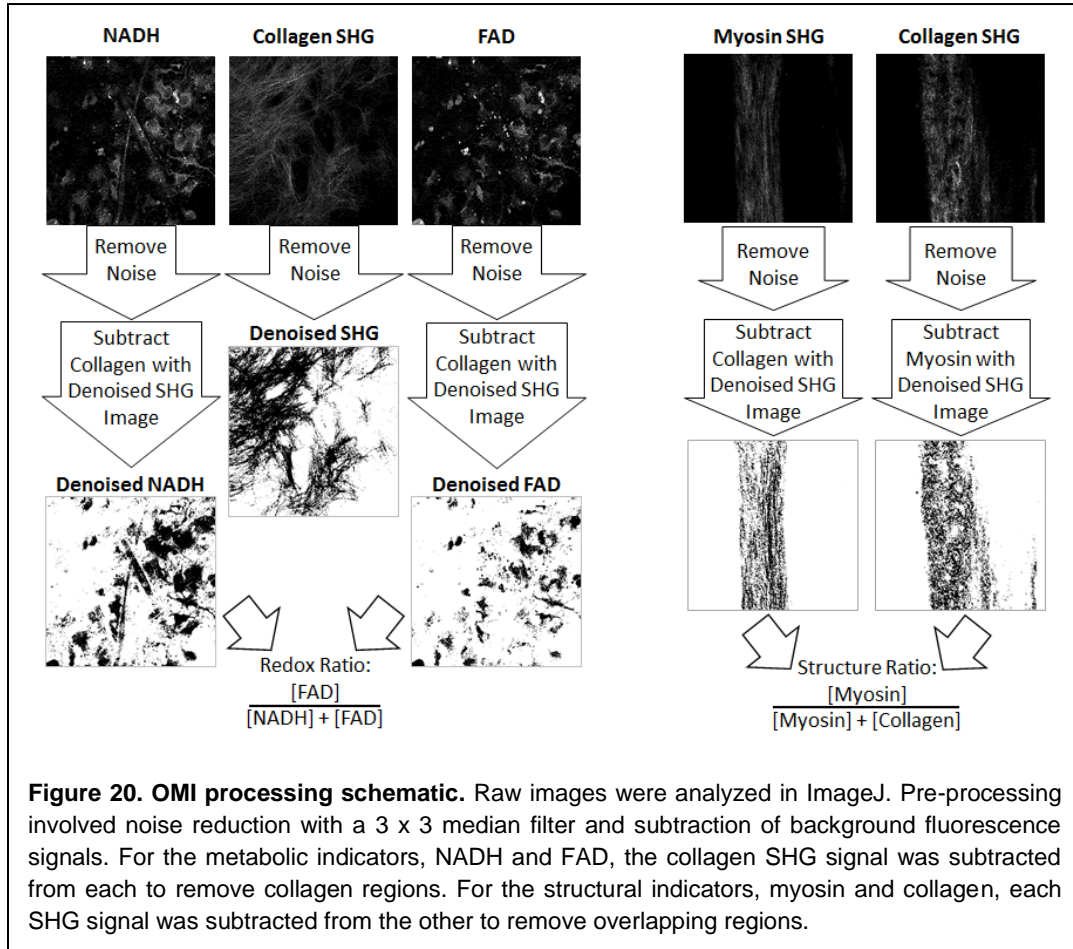 NADH
Collagen SHG
FAD
Remove
Noise
Remove
Noise
Remove
Noise
Subtract
Collagen with
Denoised SHG
Image
Denoised SHG
Subtract
Collagen with
Denoised SHG
Image
Denoised NADH
Denoised FAD
Redox Ratio:
[FAD]
[NADH] + [FAD]
Myosin SHG
Collagen SHG
Remove
Noise
Remove
Noise
Subtract
Collagen with
Denoised SHG
Image
Subtract
Myosin with
Denoised SHG
Image
Structure Ratio:
[Myosin]
[Myosin] + [Collagen]
Figure 20. OMI processing schematic. Raw images were analyzed in ImageJ. Pre-processing
involved noise reduction with a 3 x 3 median filter and subtraction of background fluorescence
signals. For the metabolic indicators, NADH and FAD, the collagen SHG signal was subtracted
from each to remove collagen regions. For the structural indicators, myosin and collagen, each
SHG signal was subtracted from the other to remove overlapping regions.